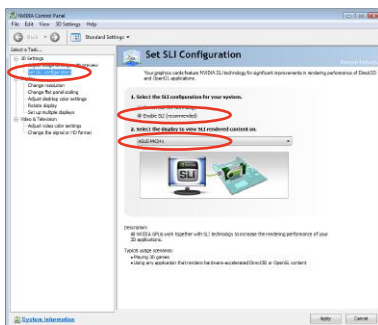 NVIDIA Control Panel
File Edit View 3D Settings Help
Back
Standard Settings
Select a Task...
3D Settings
Set SLI configuration
Change resolution
Change flat panel scaling
Adjust desktop color settings
Rotate display
Set up multiple displays
Video & Television
Adjust video color settings
Change the signal or HD format
System Information
Set SLI Configuration
Restore Defaults
Your graphics cards feature NVIDIA SLI technology for significant improvements in rendering performance of Direct3D
and OpenGL applications.
1. Select the SLI configuration for your system.
Enable SLI (recommended)
2. Select the display to view SLI rendered content on.
SLI
Description:
All NVIDIA GPUs work together with SLI technology to increase the rendering performance of your
3D applications.
Typical usage scenarios:
• Playing 3D games
• Using any application that renders hardware-accelerated Direct3D or OpenGL content
Apply
Cancel